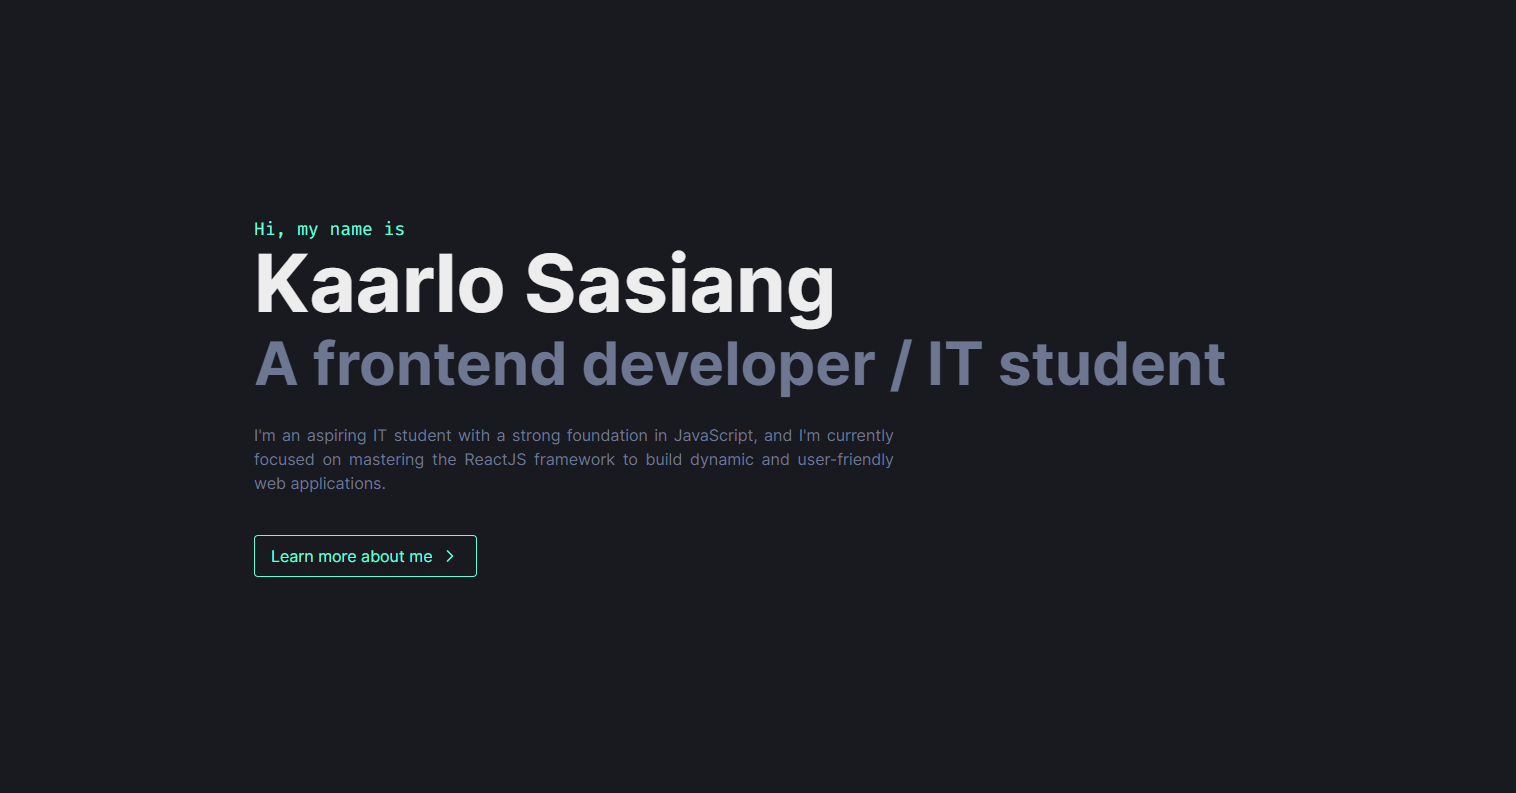 Hi, my name is
Kaarlo Sasiang
A frontend developer / IT student
I'm an aspiring IT student with a strong foundation in JavaScript, and I'm currently
focused on mastering the ReactJS framework to build dynamic and user-friendly
web applications.
Learn more about me